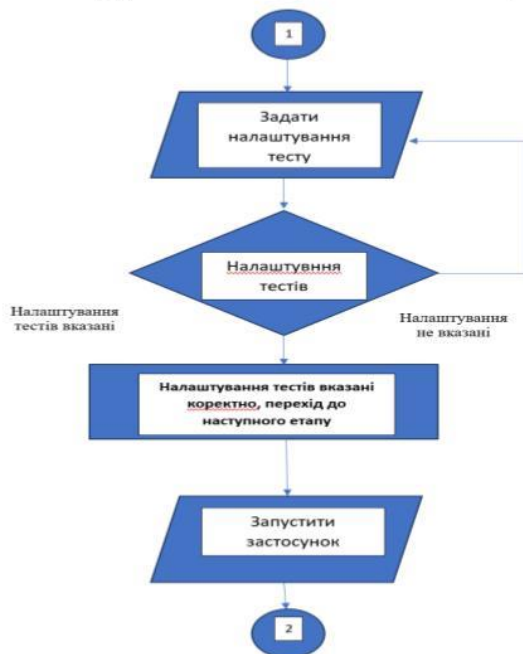 1
Задати
налаштування
тесту
Налаштувння
тестів
Налаштування
тестів вказані
Налаштування
не вказані
Налаштування тестів вказані
коректно, перехід до
наступного етапу
Запустити
застосунок
2